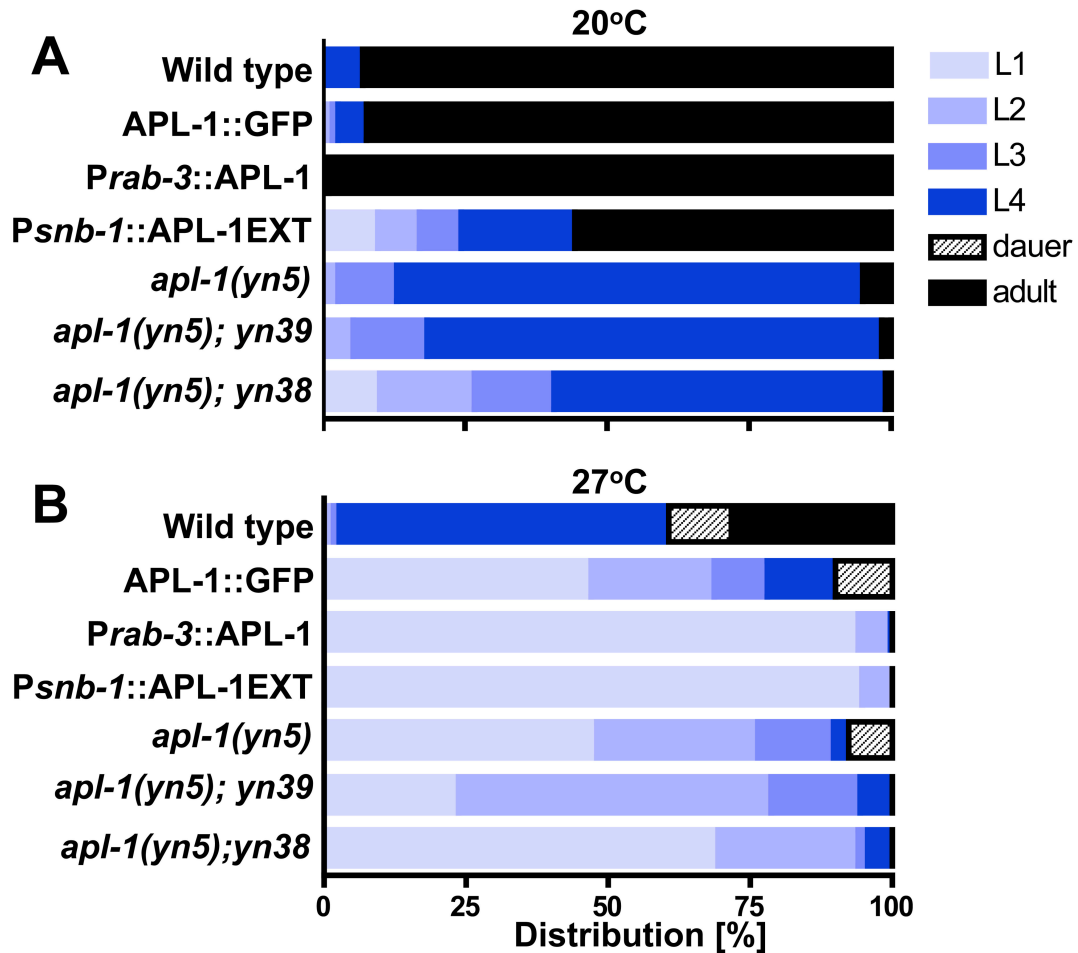 A
20°C
Wild type
APL-1::GFP
Prab-3::APL-1
Psnb-1::APL-1EXT
apl-1(yn5)
apl-1(yn5); yn39
apl-1(yn5); yn38
L1
L2
L3
L4
dauer
adult
B
27°C
Wild type
APL-1::GFP
Prab-3::APL-1
Psnb-1::APL-1EXT
apl-1(yn5)
apl-1(yn5); yn39
apl-1(yn5);yn38
0 25 50 75 100
Distribution [%]